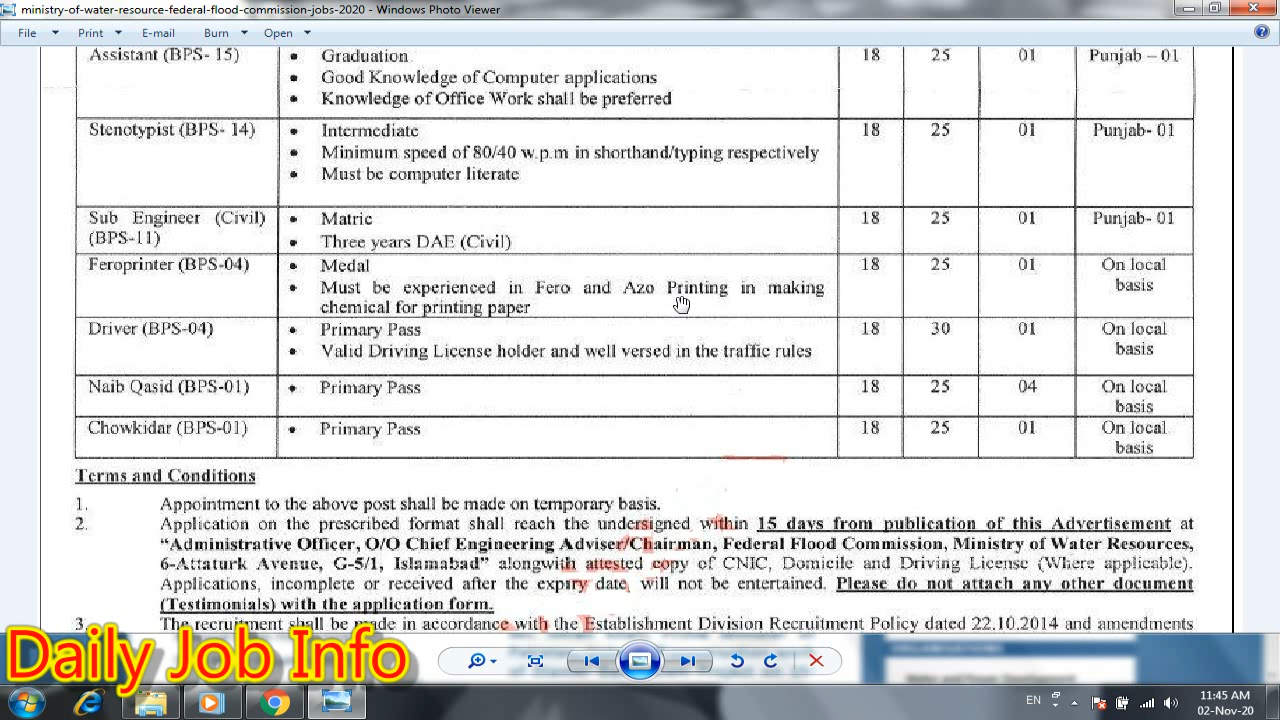 ministry-of-water-resource-federal-flood-commission-jobs-2020 - Windows Photo Viewer
File Print E-mail Burn Open
Assistant (BPS- 15) • Graduation 18 25 01 Punjab – 01
• Good Knowledge of Computer applications
• Knowledge of Office Work shall be preferred
Stenotypist (BPS- 14) • Intermediate 18 25 01 Punjab- 01
• Minimum speed of 80/40 w.p.m in shorthand/typing respectively
• Must be computer literate
Sub Engineer (Civil) • Matric 18 25 01 Punjab- 01
(BPS-11) • Three years DAE (Civil)
Feroprinter (BPS-04) • Medal 18 25 01 On local
• Must be experienced in Fero and Azo Printing in making basis
chemical for printing paper
Driver (BPS-04) • Primary Pass 18 30 01 On local
• Valid Driving License holder and well versed in the traffic rules basis
Naib Qasid (BPS-01) • Primary Pass 18 25 04 On local
basis
Chowkidar (BPS-01) • Primary Pass 18 25 01 On local
basis
Terms and Conditions
1. Appointment to the above post shall be made on temporary basis.
2. Application on the prescribed format shall reach the undersigned within 15 days from publication of this Advertisement at
“Administrative Officer, O/O Chief Engineering Adviser/Chairman, Federal Flood Commission, Ministry of Water Resources,
6-Attaturk Avenue, G-5/1, Islamabad” alongwith attested copy of CNIC, Domicile and Driving License (Where applicable).
Applications, incomplete or received after the expiry date will not be entertained. Please do not attach any other document
(Testimonials) with the application form.
3. The recruitment shall be made in accordance with the Establishment Division Recruitment Policy dated 22.10.2014 and amendments
Daily Job Info
EN 11:45 AM
02-Nov-20